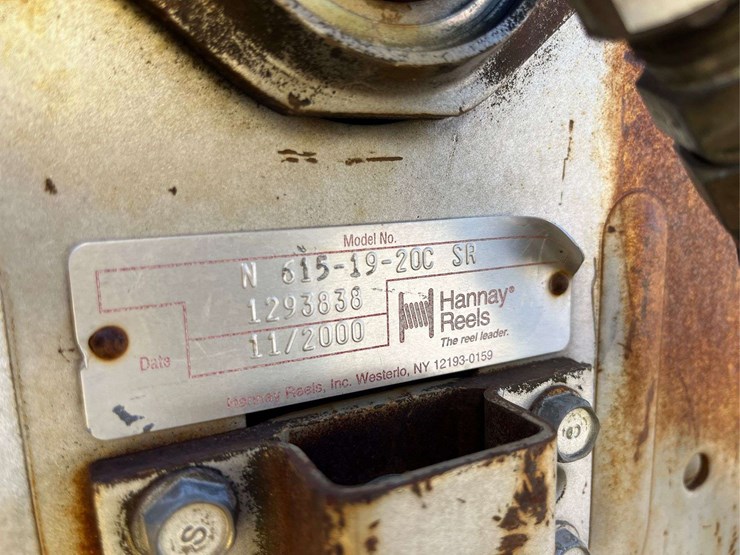 Model No.
N 615-19-20C SR
1293838
Date 11/2000
Hannay®
Reels
The reel leader.
Hannay Reels, Inc. Westerlo, NY 12193-0159